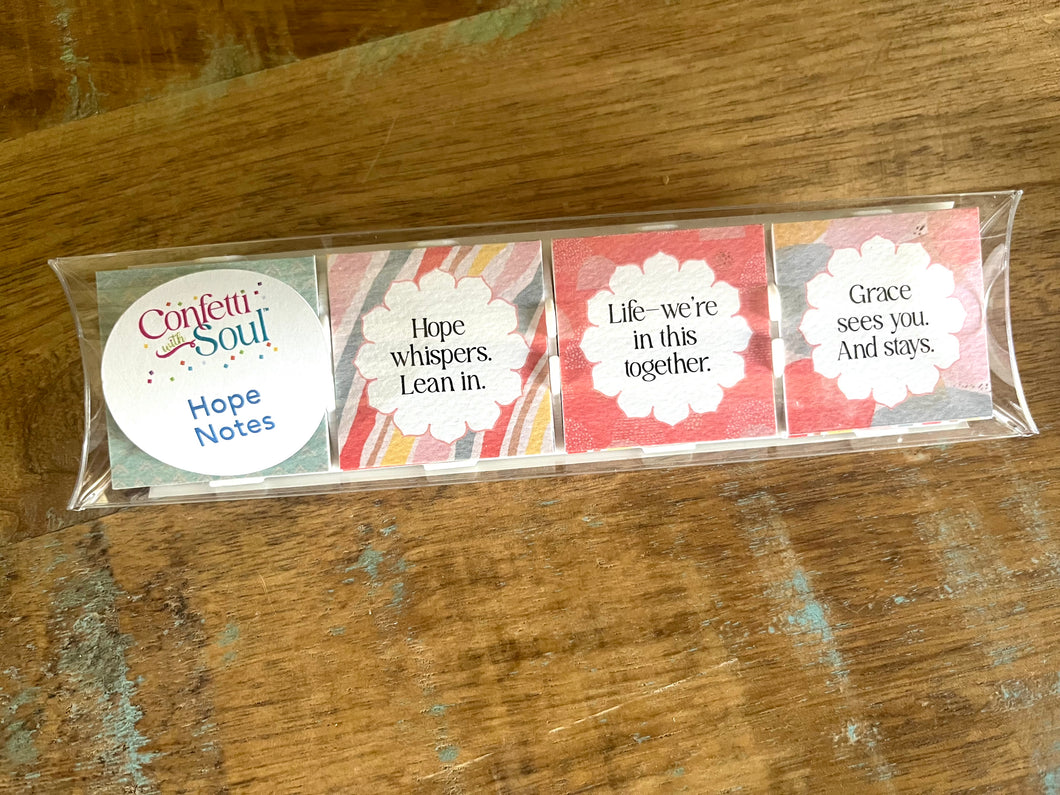 Confetti
with Soul™
Hope
Notes
Hope
whispers.
Lean in.
Life—we're
in this
together.
Grace
sees you.
And stays.